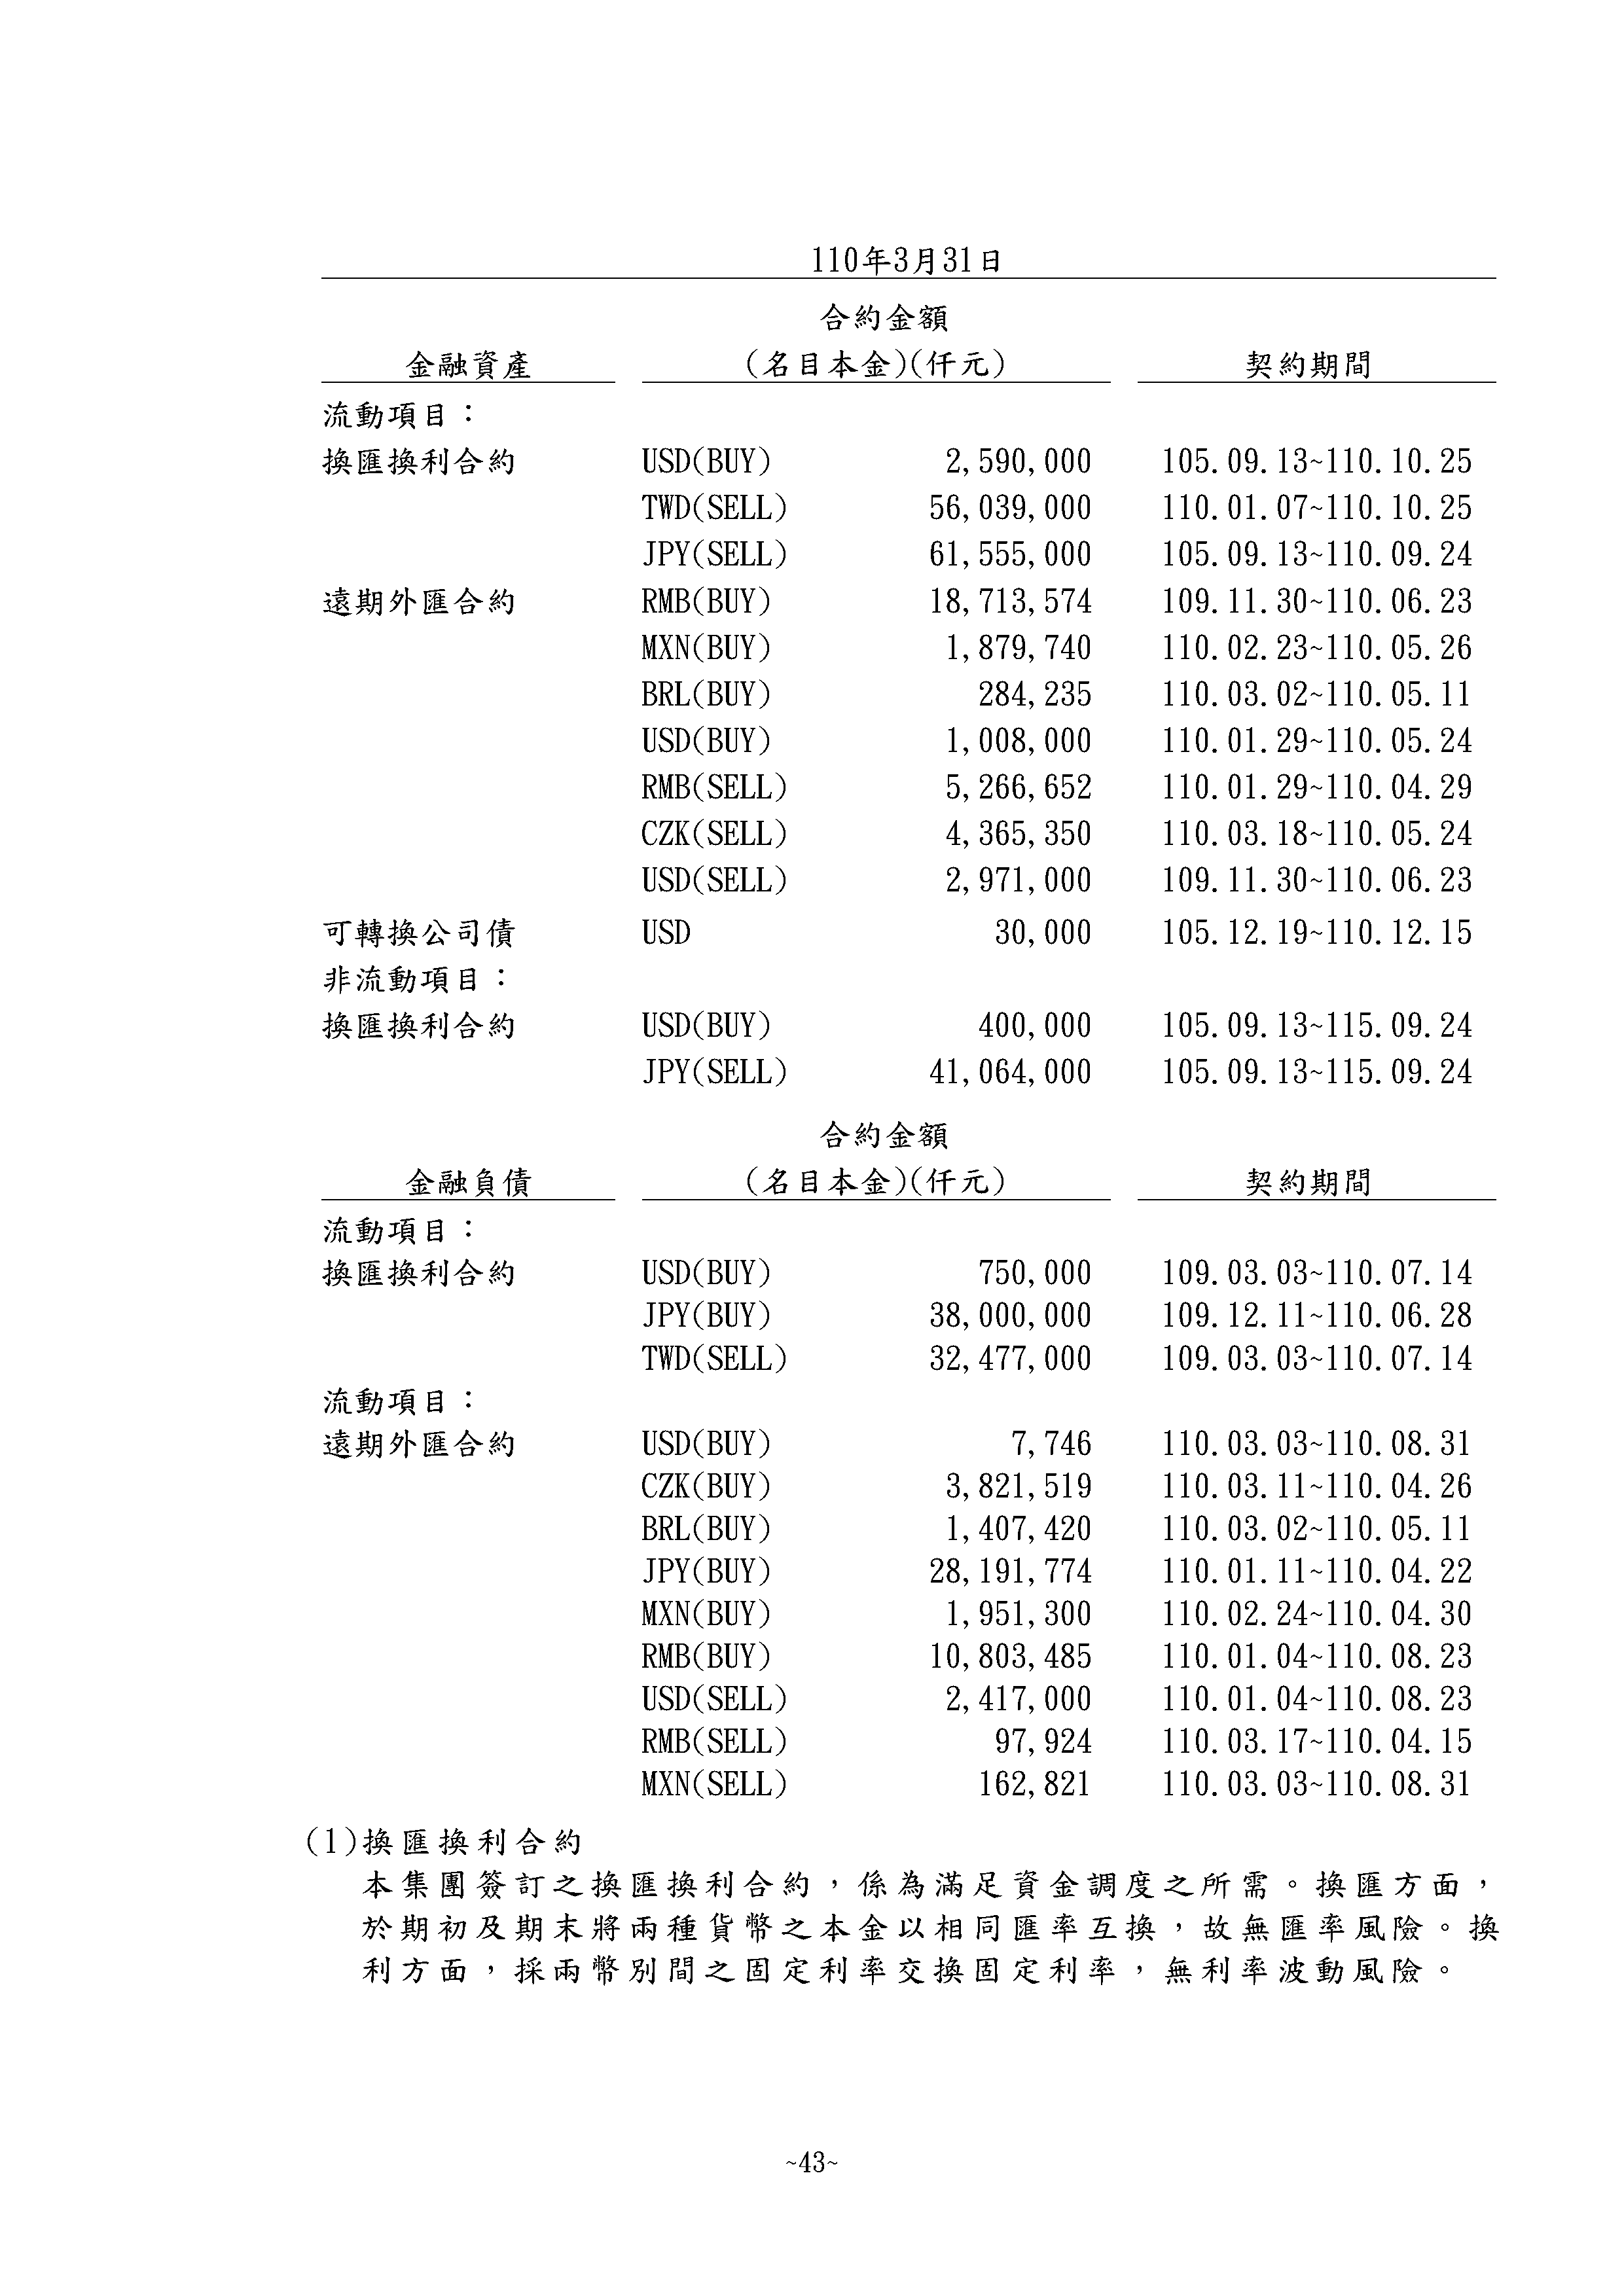 110年3月31日
合約金額
金融資產 (名目本金)(仟元) 契約期間
流動項目：
換匯換利合約 USD(BUY) 2,590,000 105.09.13~110.10.25
TWD(SELL) 56,039,000 110.01.07~110.10.25
JPY(SELL) 61,555,000 105.09.13~110.09.24
遠期外匯合約 RMB(BUY) 18,713,574 109.11.30~110.06.23
MXN(BUY) 1,879,740 110.02.23~110.05.26
BRL(BUY) 284,235 110.03.02~110.05.11
USD(BUY) 1,008,000 110.01.29~110.05.24
RMB(SELL) 5,266,652 110.01.29~110.04.29
CZK(SELL) 4,365,350 110.03.18~110.05.24
USD(SELL) 2,971,000 109.11.30~110.06.23
可轉換公司債 USD 30,000 105.12.19~110.12.15
非流動項目：
換匯換利合約 USD(BUY) 400,000 105.09.13~115.09.24
JPY(SELL) 41,064,000 105.09.13~115.09.24
合約金額
金融負債 (名目本金)(仟元) 契約期間
流動項目：
換匯換利合約 USD(BUY) 750,000 109.03.03~110.07.14
JPY(BUY) 38,000,000 109.12.11~110.06.28
TWD(SELL) 32,477,000 109.03.03~110.07.14
流動項目：
遠期外匯合約 USD(BUY) 7,746 110.03.03~110.08.31
CZK(BUY) 3,821,519 110.03.11~110.04.26
BRL(BUY) 1,407,420 110.03.02~110.05.11
JPY(BUY) 28,191,774 110.01.11~110.04.22
MXN(BUY) 1,951,300 110.02.24~110.04.30
RMB(BUY) 10,803,485 110.01.04~110.08.23
USD(SELL) 2,417,000 110.01.04~110.08.23
RMB(SELL) 97,924 110.03.17~110.04.15
MXN(SELL) 162,821 110.03.03~110.08.31
(1)換匯換利合約
本集團簽訂之換匯換利合約，係為滿足資金調度之所需。換匯方面，
於期初及期末將兩種貨幣之本金以相同匯率互換，故無匯率風險。換
利方面，採兩幣別間之固定利率交換固定利率，無利率波動風險。
~43~